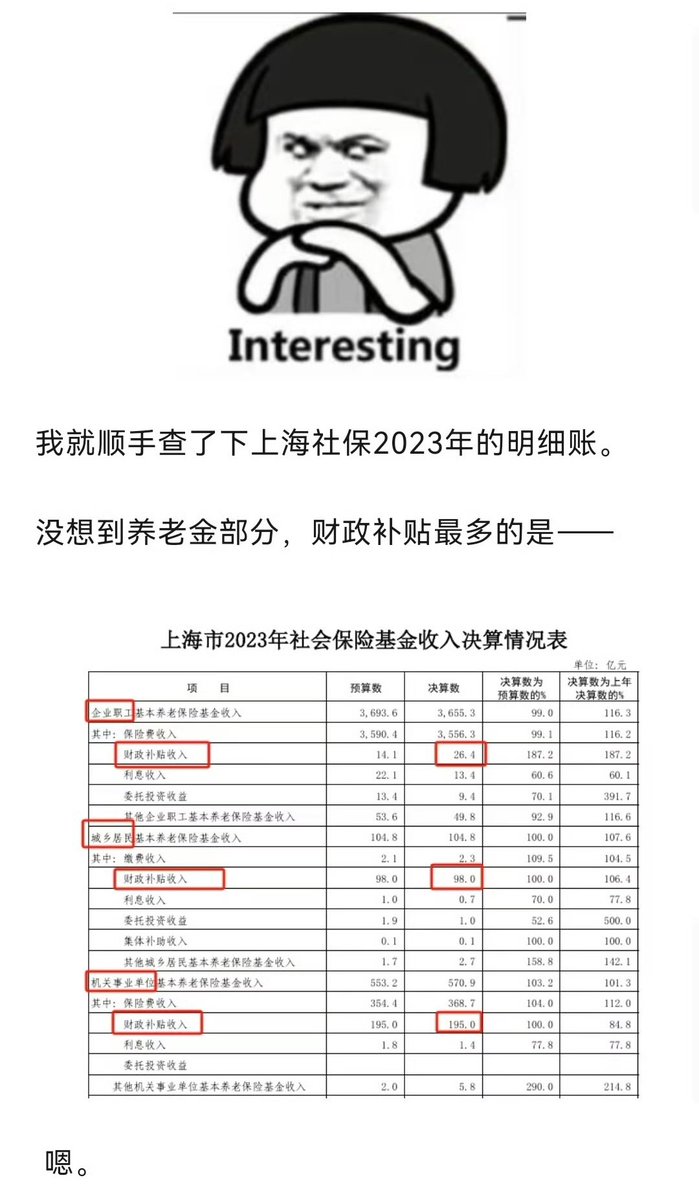 Interesting
我就顺手查了下上海社保2023年的明细账。
没想到养老金部分，财政补贴最多的是——
上海市2023年社会保险基金收入决算情况表
单位：亿元
项 目 预算数 决算数 决算数为预算数的% 决算数为上年决算数的%
企业职工基本养老保险基金收入 3,693.6 3,655.3 99.0 116.3
其中：保险费收入 3,590.4 3,556.3 99.1 116.2
财政补贴收入 14.1 26.4 187.2 187.2
利息收入 22.1 13.4 60.6 60.1
委托投资收益 13.4 9.4 70.1 391.7
其他企业职工基本养老保险基金收入 53.6 49.8 92.9 116.6
城乡居民基本养老保险基金收入 104.8 104.8 100.0 107.6
其中：缴费收入 2.1 2.3 109.5 104.5
财政补贴收入 98.0 98.0 100.0 106.4
利息收入 1.0 0.7 70.0 77.8
委托投资收益 1.9 1.0 52.6 500.0
集体补助收入 0.1 0.1 100.0 100.0
其他城乡居民基本养老保险基金收入 1.7 2.7 158.8 142.1
机关事业单位基本养老保险基金收入 553.2 570.9 103.2 101.3
其中：保险费收入 354.4 368.7 104.0 112.0
财政补贴收入 195.0 195.0 100.0 84.8
利息收入 1.8 1.4 77.8 77.8
委托投资收益
其他机关事业单位基本养老保险基金收入 2.0 5.8 290.0 214.8
嗯。